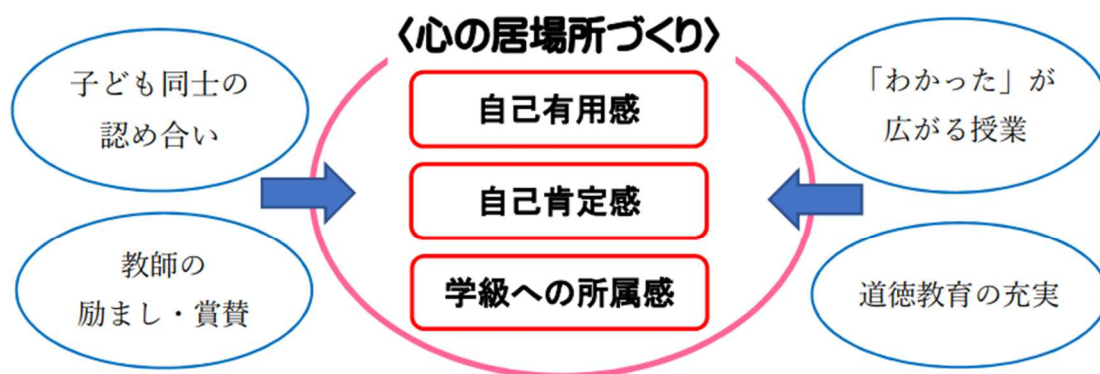 〈心の居場所づくり〉
子ども同士の
認め合い
教師の
励まし・賞賛
自己有用感
自己肯定感
学級への所属感
「わかった」が
広がる授業
道徳教育の充実